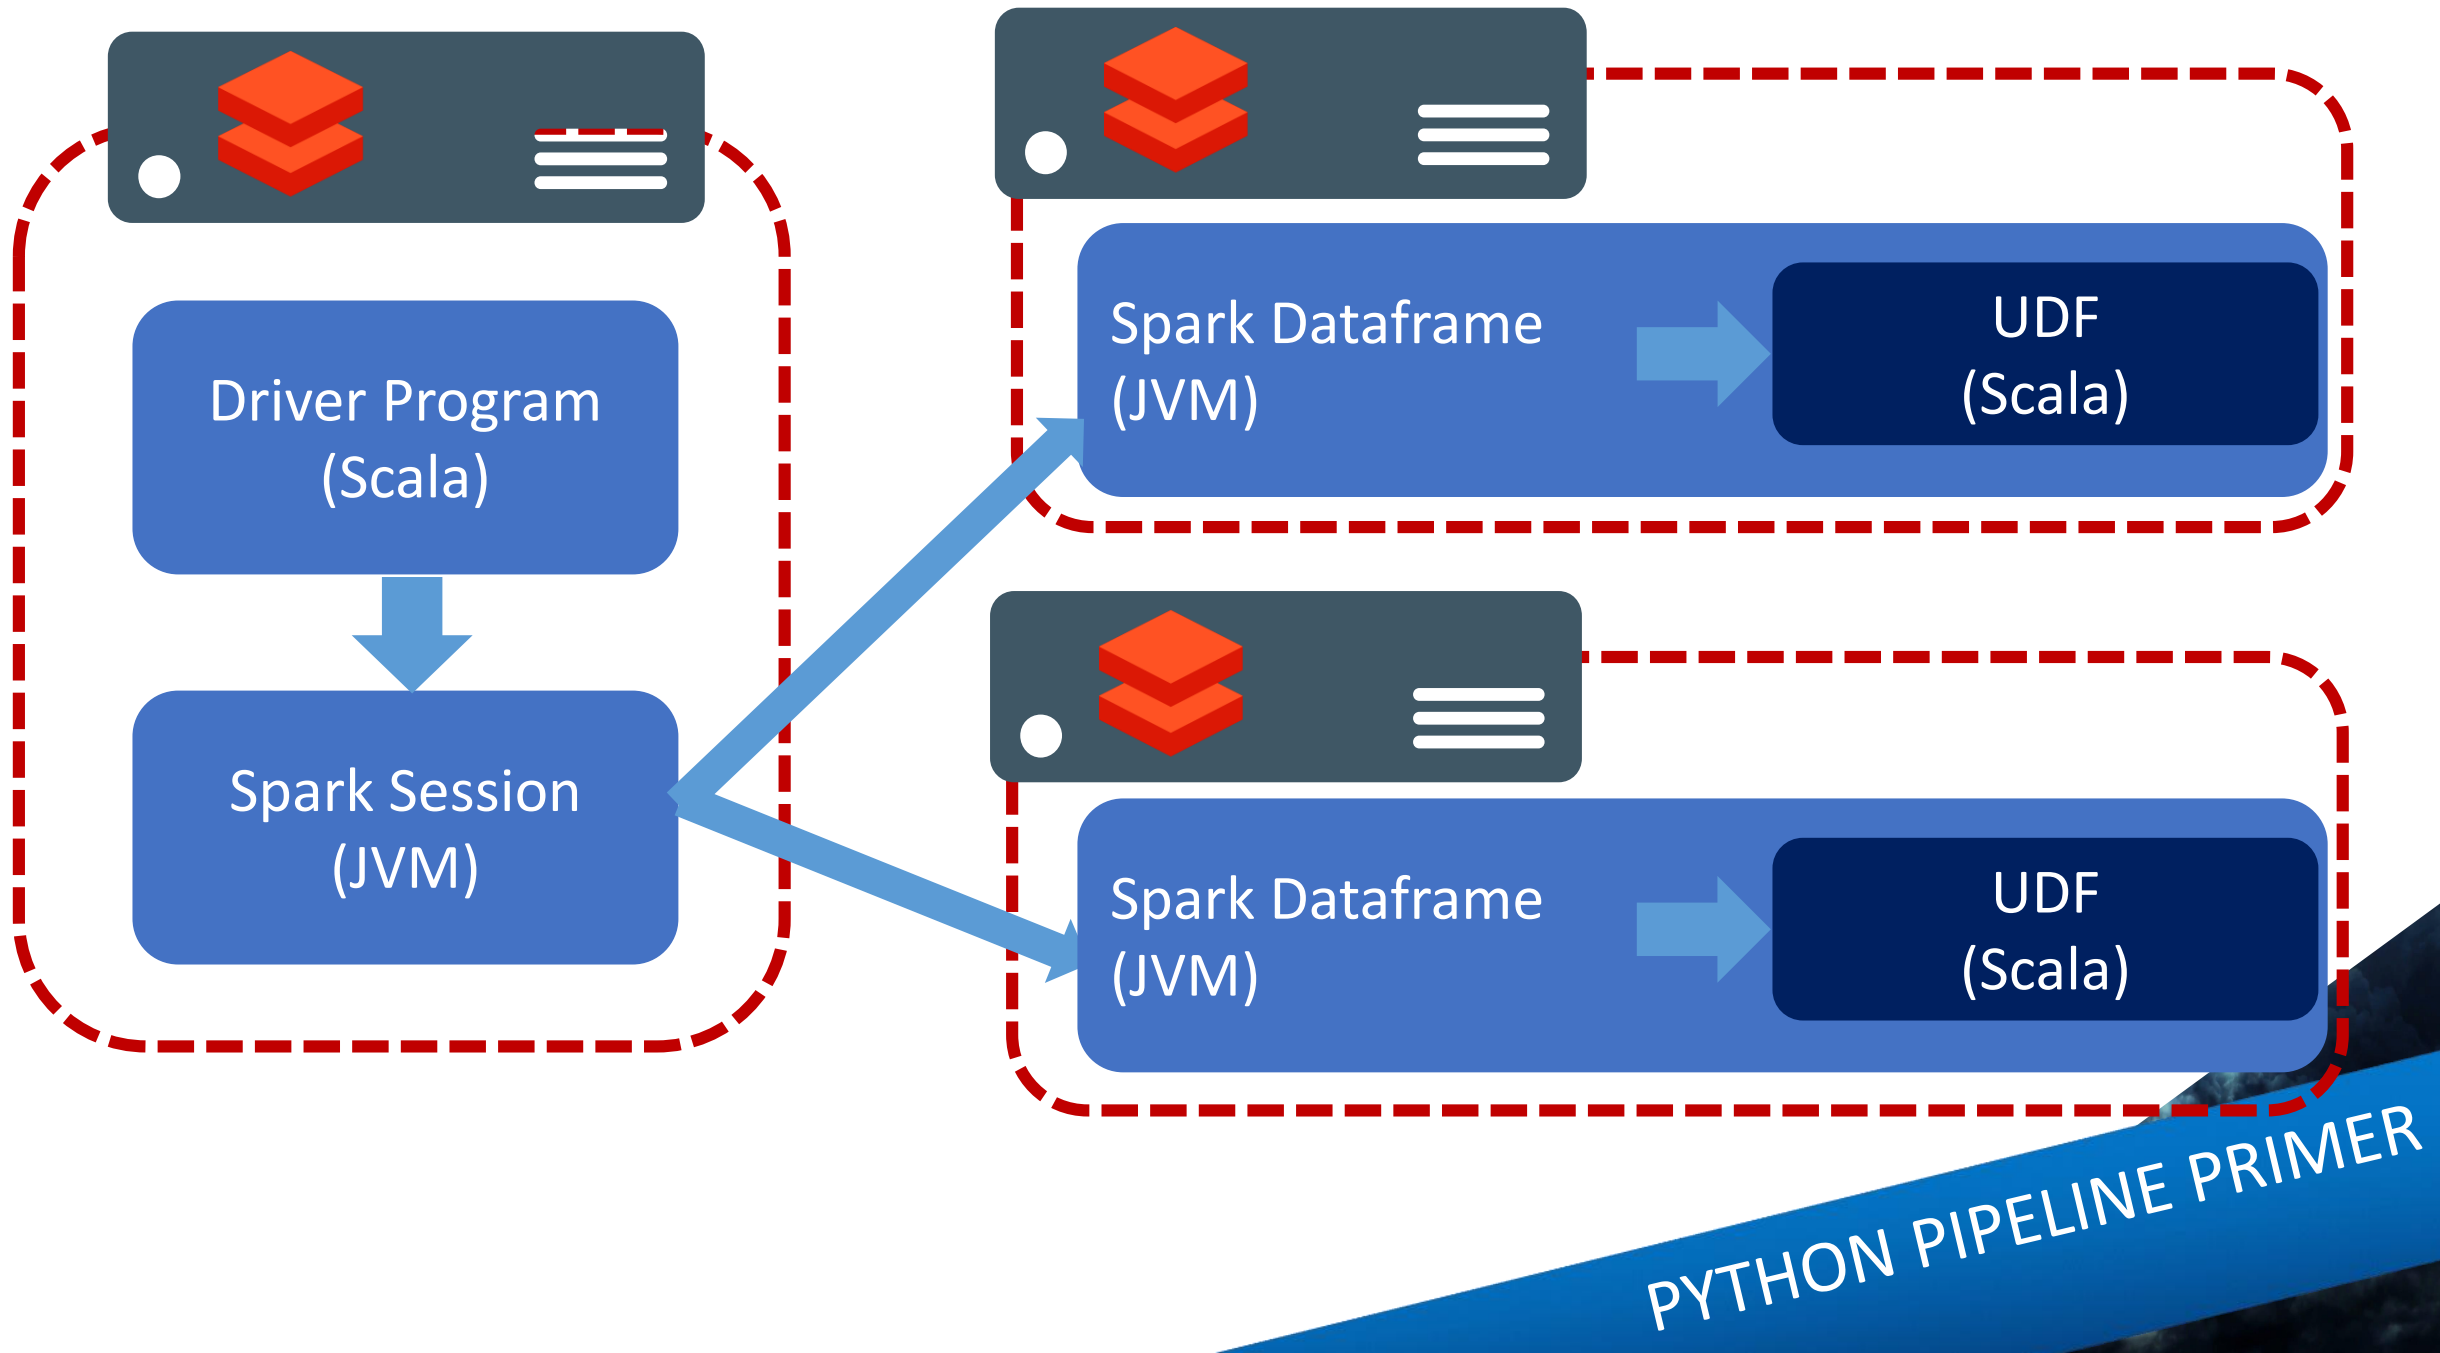 Driver Program
(Scala)
Spark Session
(JVM)
Spark Dataframe
(JVM)
UDF
(Scala)
Spark Dataframe
(JVM)
UDF
(Scala)
PYTHON PIPELINE PRIMER